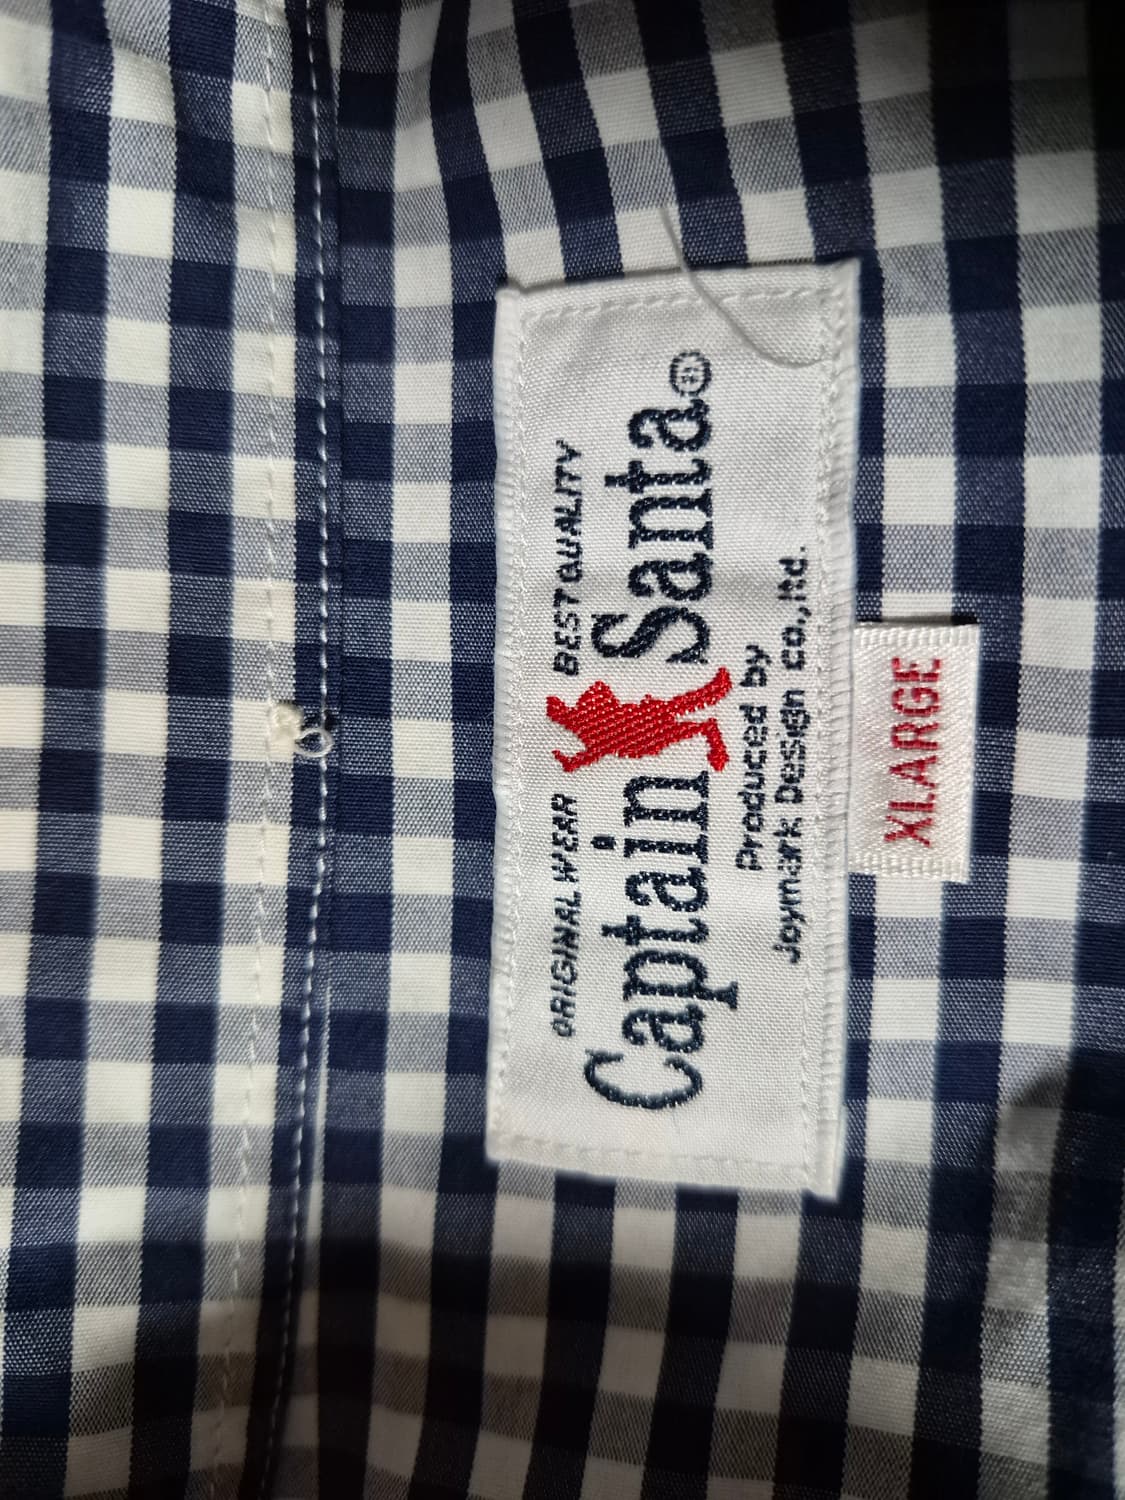 ORIGINAL WEAR BEST QUALITY
Captain Santa®
Produced by
Joymark Design co.,ltd.
XLARGE